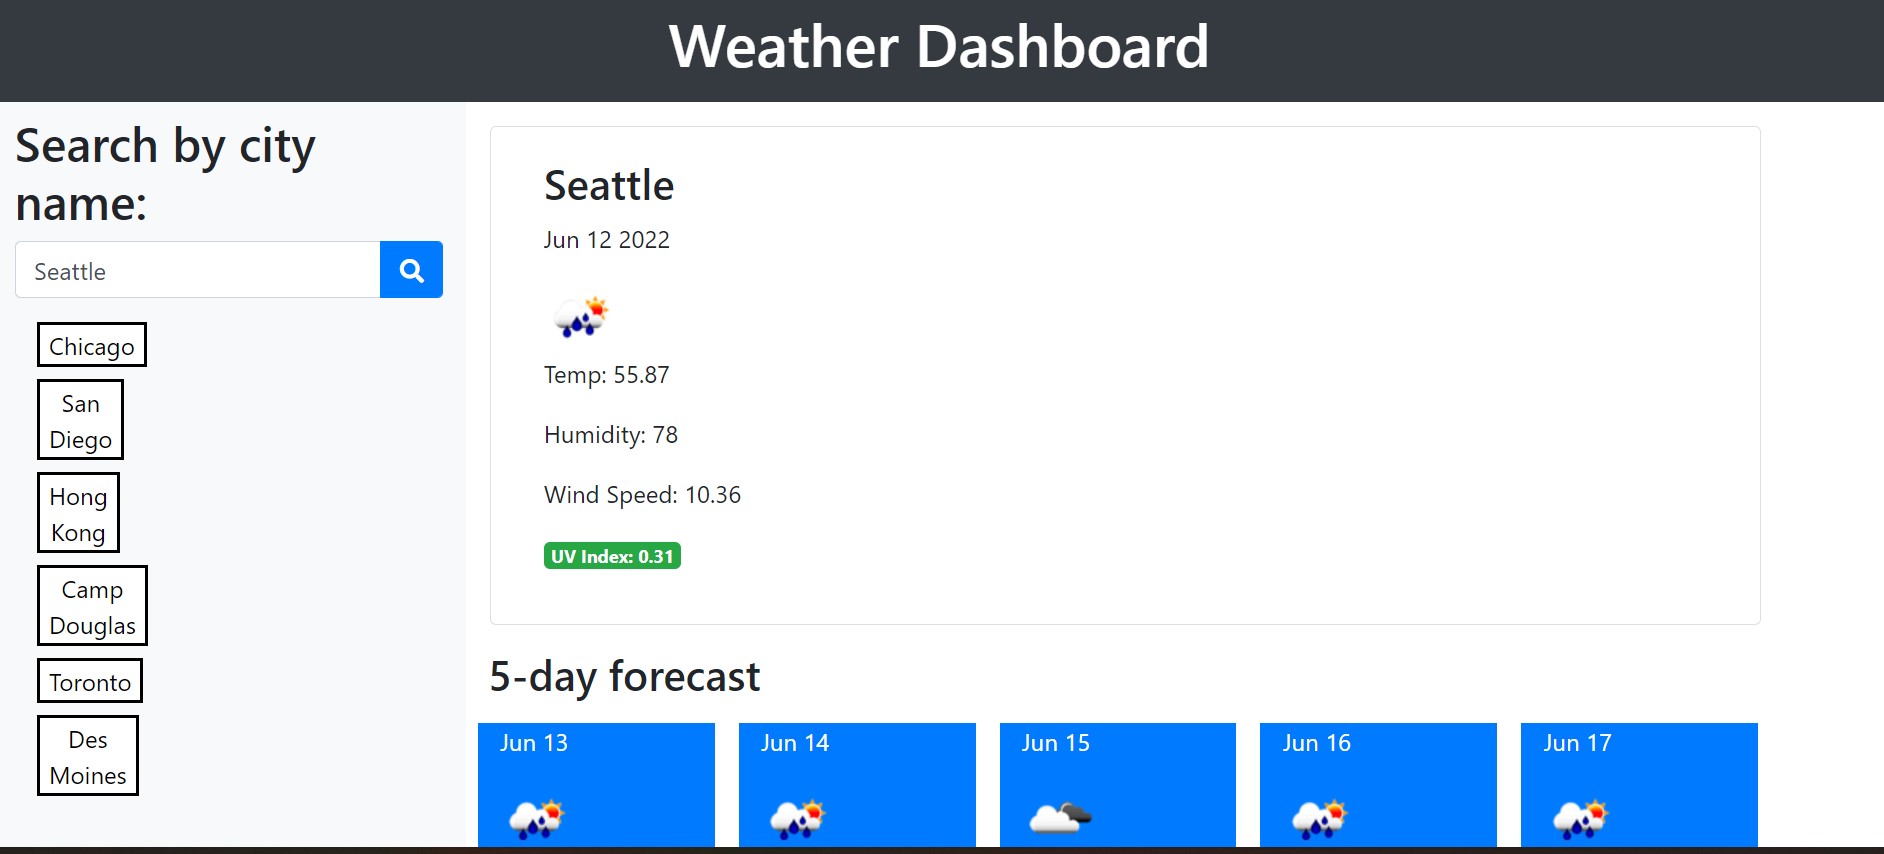 Weather Dashboard
Search by city
name:
Seattle
Chicago
San
Diego
Hong
Kong
Camp
Douglas
Toronto
Des
Moines
Seattle
Jun 12 2022
Temp: 55.87
Humidity: 78
Wind Speed: 10.36
UV Index: 0.31
5-day forecast
Jun 13
Jun 14
Jun 15
Jun 16
Jun 17